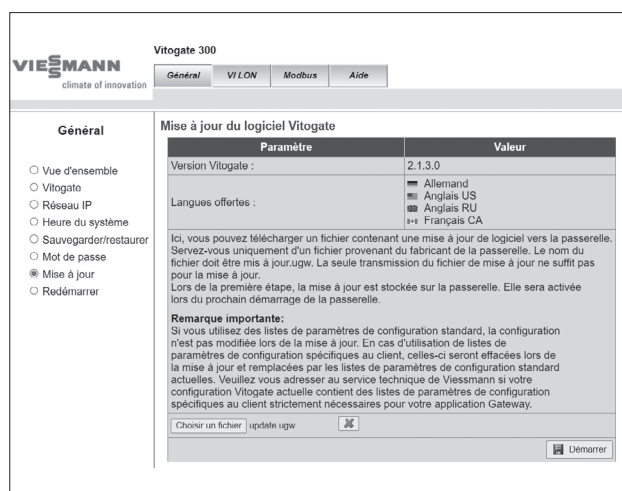 Vitogate 300
VIESMANN
climate of innovation
Général
VI LON
Modbus
Aide
Général
Vue d'ensemble
Vitogate
Réseau IP
Heure du système
Sauvegarder/restaurer
Mot de passe
Mise à jour
Redémarrer
Mise à jour du logiciel Vitogate
Paramètre Valeur
Version Vitogate : 2.1.3.0
Langues offertes :
Allemand
Anglais US
Anglais RU
Français CA
Ici, vous pouvez télécharger un fichier contenant une mise à jour de logiciel vers la passerelle.
Servez-vous uniquement d'un fichier provenant du fabricant de la passerelle. Le nom du
fichier doit être mis à jour.ugw. La seule transmission du fichier de mise à jour ne suffit pas
pour la mise à jour.
Lors de la première étape, la mise à jour est stockée sur la passerelle. Elle sera activée
lors du prochain démarrage de la passerelle.
Remarque importante:
Si vous utilisez des listes de paramètres de configuration standard, la configuration
n'est pas modifiée lors de la mise à jour. En cas d'utilisation de listes de
paramètres de configuration spécifiques au client, celles-ci seront effacées lors de
la mise à jour et remplacées par les listes de paramètres de configuration standard
actuelles. Veuillez vous adresser au service technique de Viessmann si votre
configuration Vitogate actuelle contient des listes de paramètres de configuration
spécifiques au client strictement nécessaires pour votre application Gateway.
Choisir un fichier update.ugw
Démarrer